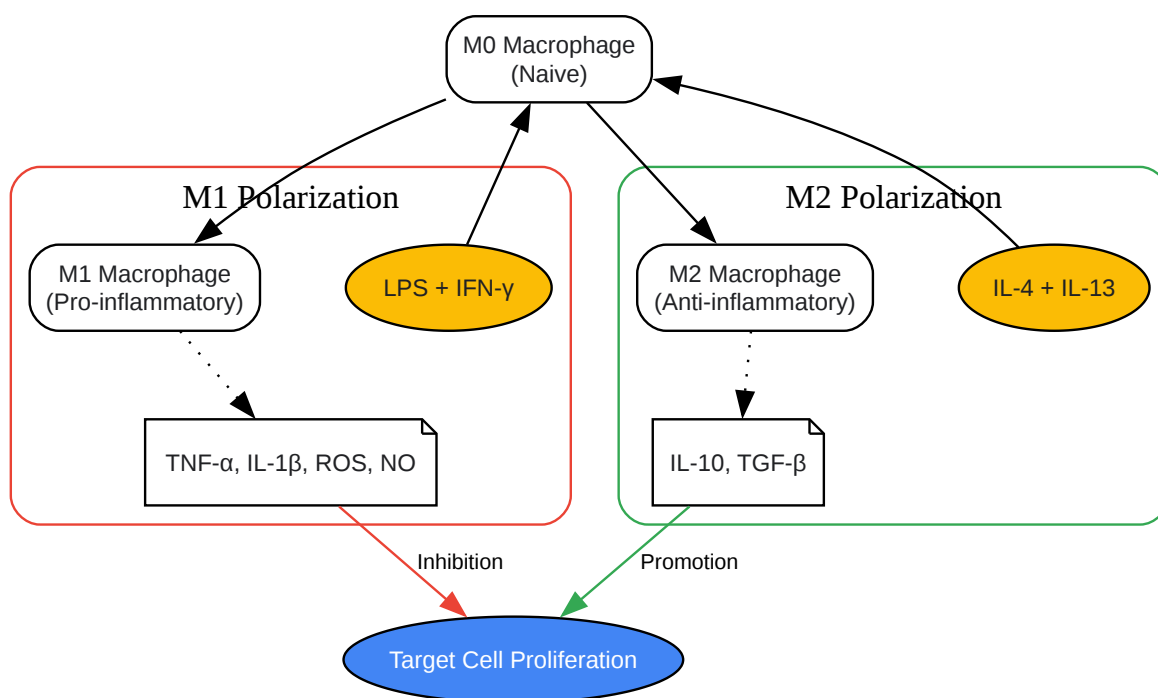 M0 Macrophage
(Naive)
M1 Polarization
M2 Polarization
M1 Macrophage
(Pro-inflammatory)
LPS + IFN-γ
M2 Macrophage
(Anti-inflammatory)
IL-4 + IL-13
TNF-α, IL-1β, ROS, NO
IL-10, TGF-β
Inhibition
Promotion
Target Cell Proliferation